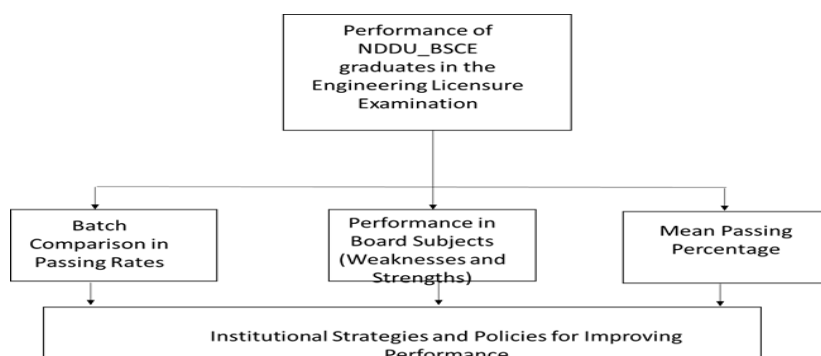 Performance of
NDDU_BSCE
graduates in the
Engineering Licensure
Examination
Batch
Comparison in
Passing Rates
Performance in
Board Subjects
(Weaknesses and
Strengths)
Mean Passing
Percentage
Institutional Strategies and Policies for Improving
Performance